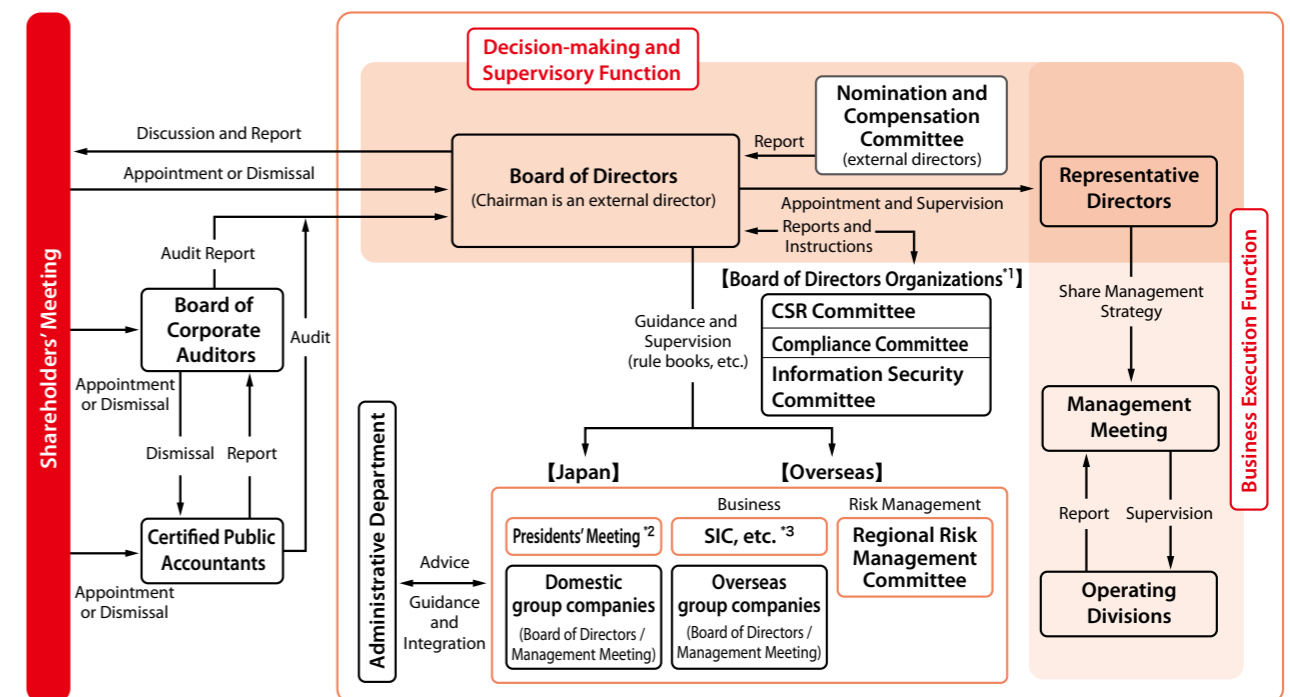 Shareholders' Meeting
Decision-making and
Supervisory Function
Discussion and Report
Appointment or Dismissal
Board of Directors
(Chairman is an external director)
Report
Nomination and
Compensation
Committee
(external directors)
Appointment and Supervision
Representative
Directors
Reports and
Instructions
Audit Report
Board of
Corporate
Auditors
Audit
Appointment
or Dismissal
Dismissal
Report
Certified Public
Accountants
Appointment
or Dismissal
Guidance and
Supervision
(rule books, etc.)
【Board of Directors Organizations*1】
CSR Committee
Compliance Committee
Information Security
Committee
Share Management
Strategy
Business Execution Function
Management
Meeting
Report
Supervision
Operating
Divisions
Administrative Department
Advice
Guidance
and
Integration
【Japan】
【Overseas】
Business
Risk Management
Presidents' Meeting *2
SIC, etc. *3
Regional Risk
Management
Committee
Domestic
group companies
(Board of Directors /
Management Meeting)
Overseas
group companies
(Board of Directors /
Management Meeting)